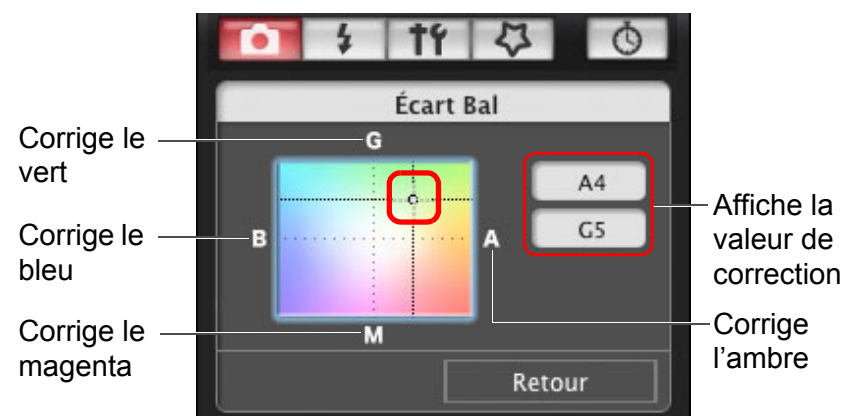 Écart Bal
Corrige le
vert
G
A4
G5
Affiche la
valeur de
correction
Corrige le
bleu
B
A
Corrige le
magenta
M
Corrige
l'ambre
Retour